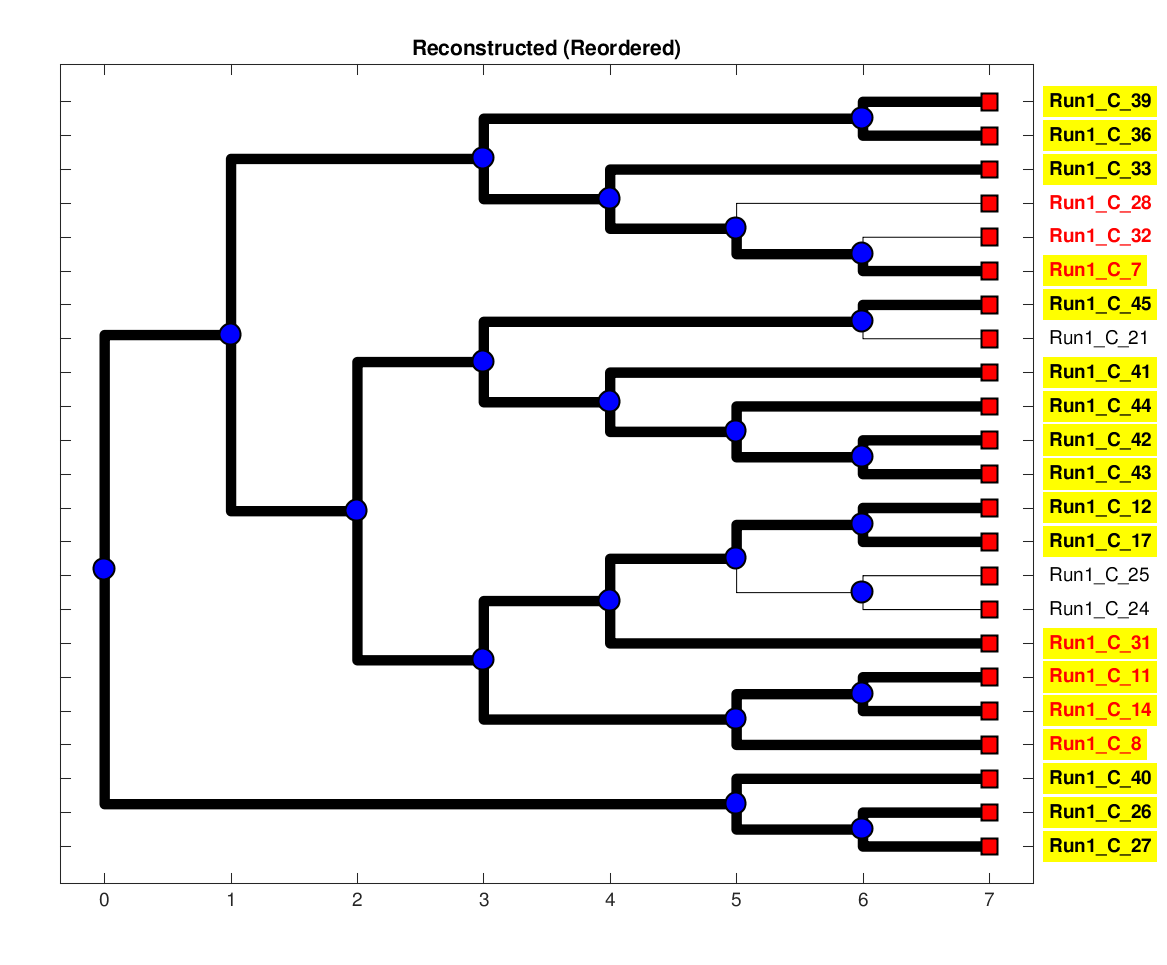 Reconstructed (Reordered)
Run1_C_39
Run1_C_36
Run1_C_33
Run1_C_28
Run1_C_32
Run1_C_7
Run1_C_45
Run1_C_21
Run1_C_41
Run1_C_44
Run1_C_42
Run1_C_43
Run1_C_12
Run1_C_17
Run1_C_25
Run1_C_24
Run1_C_31
Run1_C_11
Run1_C_14
Run1_C_8
Run1_C_40
Run1_C_26
Run1_C_27
0 1 2 3 4 5 6 7